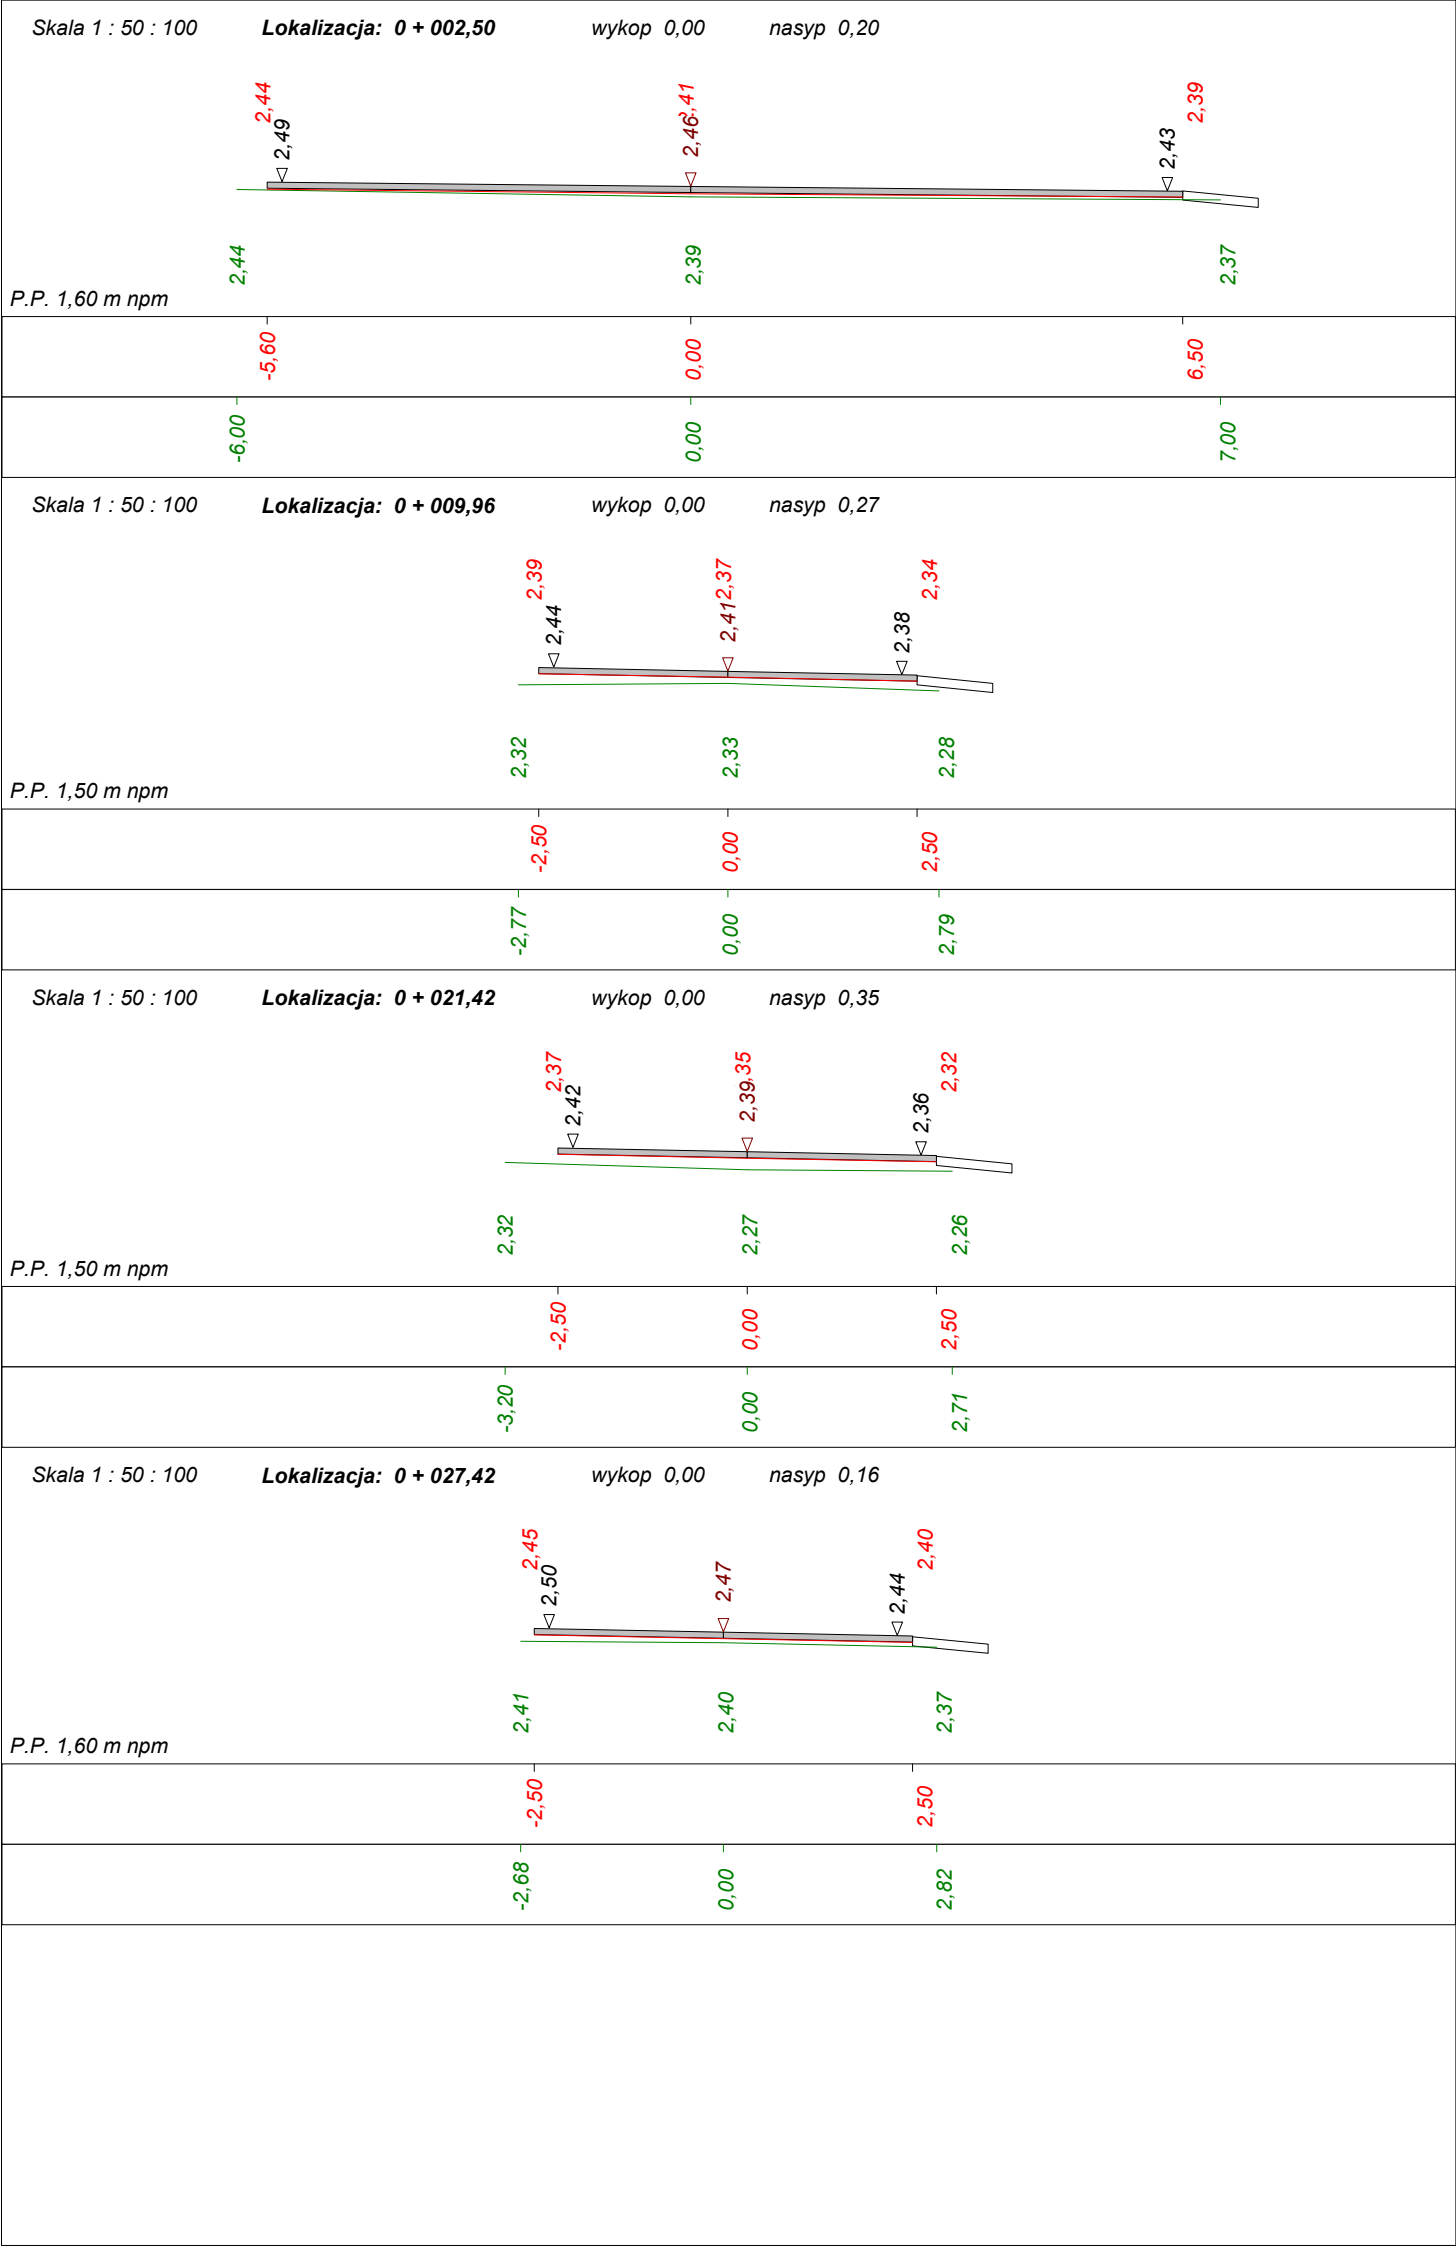 Skala 1 : 50 : 100 Lokalizacja: 0 + 002,50 wykop 0,00 nasyp 0,20
2,44 2,41 2,39
2,49 2,46 2,43
2,44 2,39 2,37
P.P. 1,60 m npm
-5,60 0,00 6,50
-6,00 0,00 7,00
Skala 1 : 50 : 100 Lokalizacja: 0 + 009,96 wykop 0,00 nasyp 0,27
2,39 2,37 2,34
2,44 2,41 2,38
2,32 2,33 2,28
P.P. 1,50 m npm
-2,50 0,00 2,50
-2,77 0,00 2,79
Skala 1 : 50 : 100 Lokalizacja: 0 + 021,42 wykop 0,00 nasyp 0,35
2,37 2,35 2,32
2,42 2,39 2,36
2,32 2,27 2,26
P.P. 1,50 m npm
-2,50 0,00 2,50
-3,20 0,00 2,71
Skala 1 : 50 : 100 Lokalizacja: 0 + 027,42 wykop 0,00 nasyp 0,16
2,45 2,40
2,50 2,47 2,44
2,41 2,40 2,37
P.P. 1,60 m npm
-2,50 2,50
-2,68 0,00 2,82